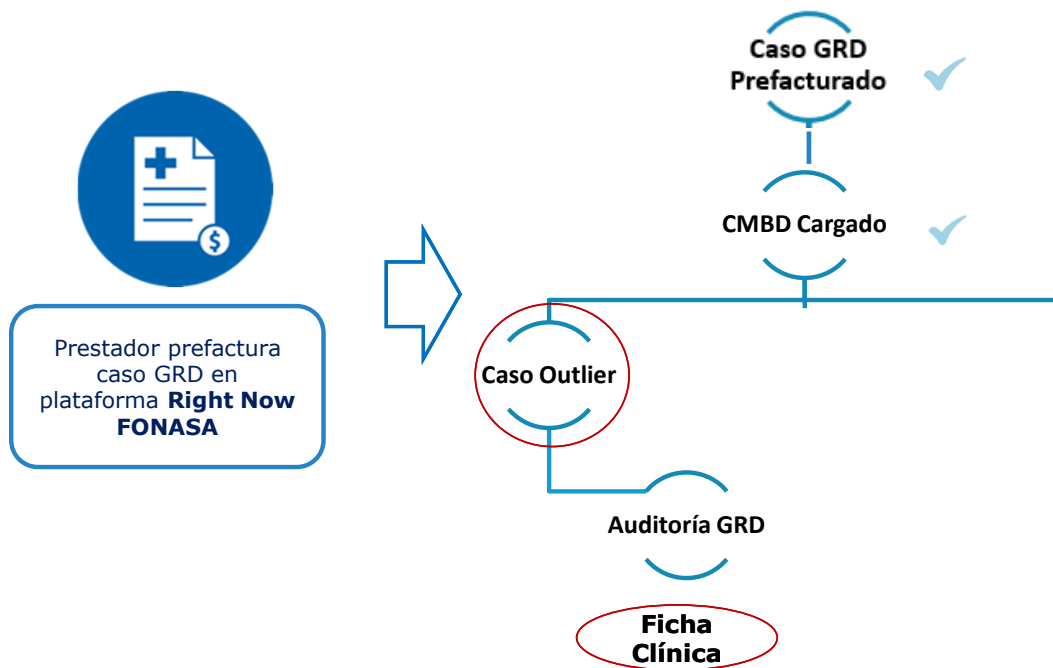 Caso GRD
Prefacturado
CMBD Cargado
$
Prestador prefactura
caso GRD en
plataforma Right Now
FONASA
Caso Outlier
Auditoría GRD
Ficha
Clínica